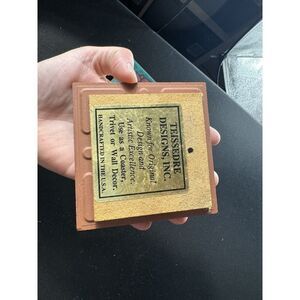 TEISSEDRE
DESIGNS, INC.
Known for Original
Design and
Artistic Excellence.
Use as a Coaster,
Trivet or Wall Decor.
HANDCRAFTED IN THE U.S.A.